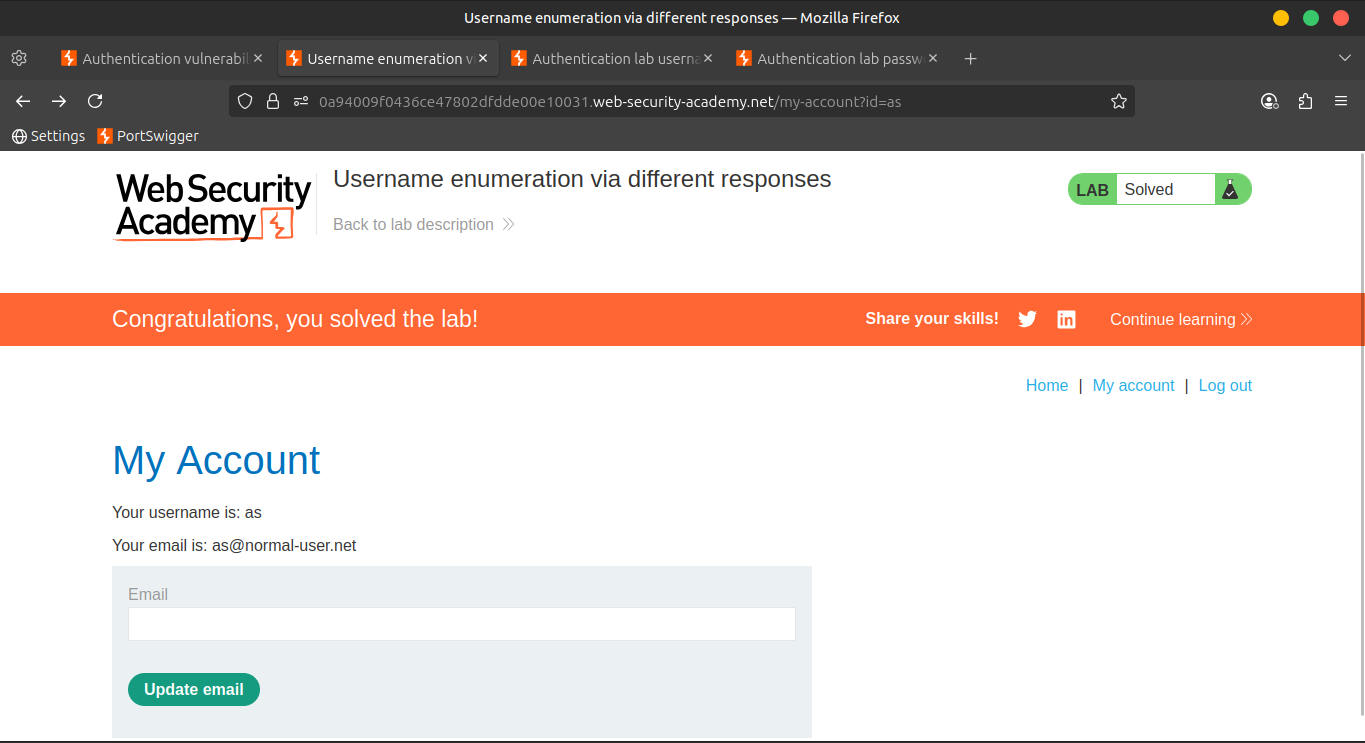 Username enumeration via different responses — Mozilla Firefox
Authentication vulnerabil
Username enumeration v
Authentication lab userna
Authentication lab passw
0a94009f0436ce47802dfdde00e10031.web-security-academy.net/my-account?id=as
Settings PortSwigger
Web Security
Academy
Username enumeration via different responses
Back to lab description
LAB Solved
Congratulations, you solved the lab!
Share your skills!
Continue learning
Home | My account | Log out
My Account
Your username is: as
Your email is: as@normal-user.net
Email
Update email